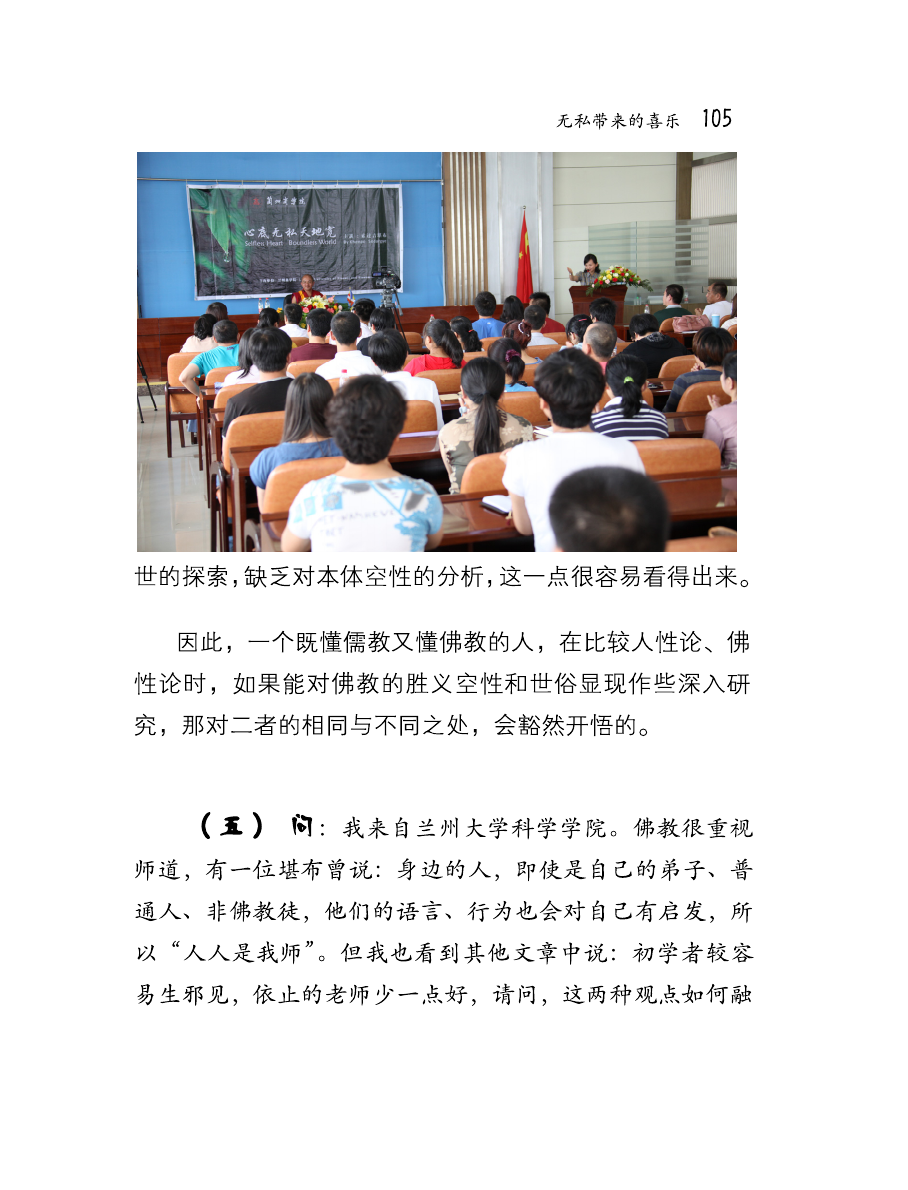 无私带来的喜乐 105
心底无私天地宽
Selfless Heart Boundless World
世的探索，缺乏对本体空性的分析，这一点很容易看得出来。
因此，一个既懂儒教又懂佛教的人，在比较人性论、佛
性论时，如果能对佛教的胜义空性和世俗显现作些深入研
究，那对二者的相同与不同之处，会豁然开悟的。
（五） 问：我来自兰州大学科学学院。佛教很重视
师道，有一位堪布曾说：身边的人，即使是自己的弟子、普
通人、非佛教徒，他们的语言、行为也会对自己有启发，所
以“人人是我师”。但我也看到其他文章中说：初学者较容
易生邪见，依止的老师少一点好，请问，这两种观点如何融